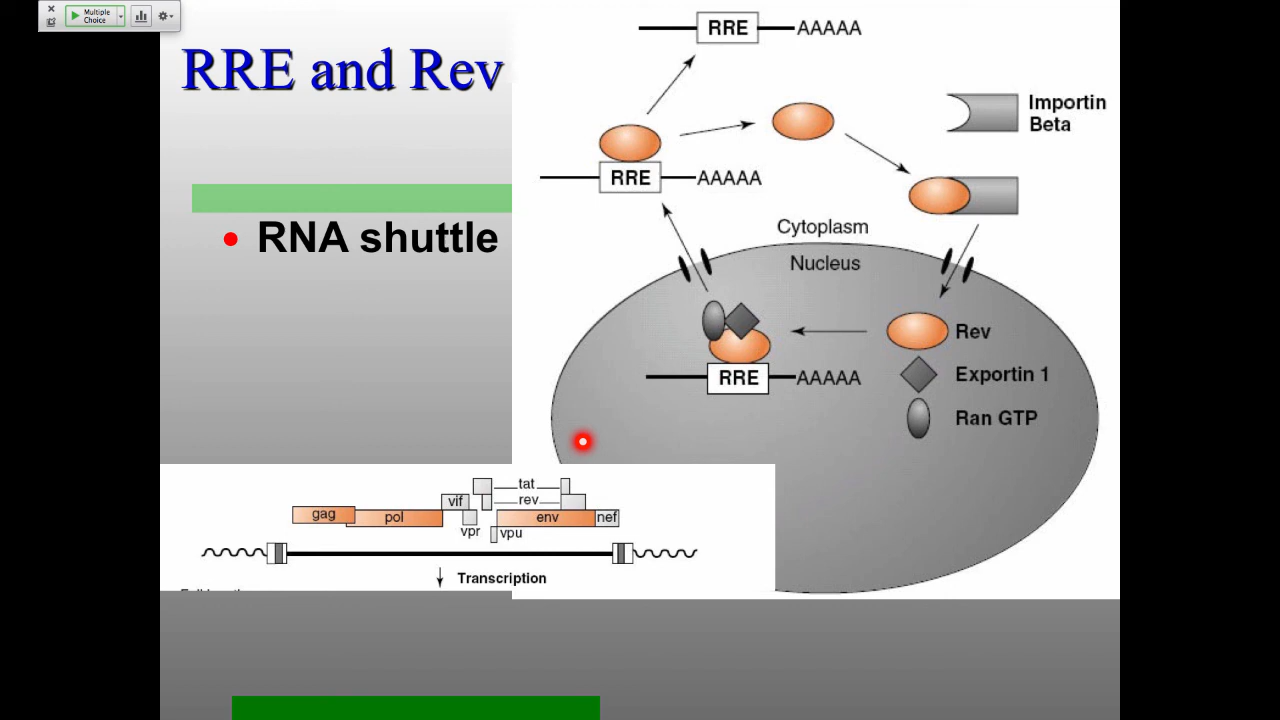 Multiple
Choice
RRE and Rev
• RNA shuttle
RRE AAAAA
Importin
Beta
RRE AAAAA
Cytoplasm
Nucleus
Rev
RRE AAAAA
Exportin 1
Ran GTP
tat
vif rev
gag pol env nef
vpr vpu
Transcription